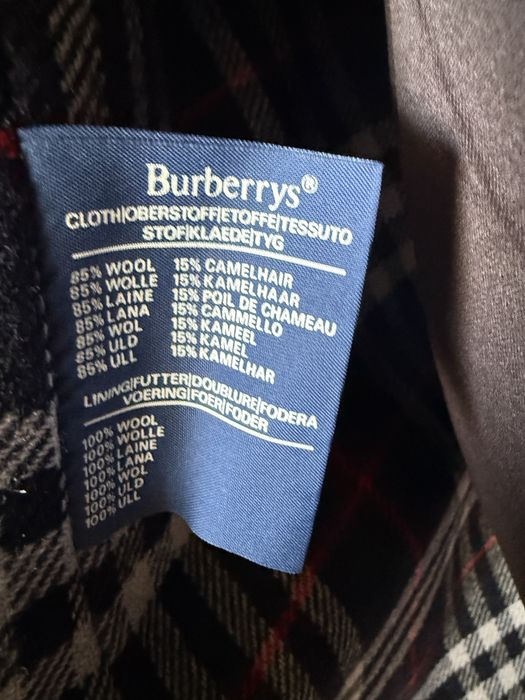 Burberrys®
CLOTH|OBERSTOFF|ETOFFE|TESSUTO
STOF|KLAEDE|TYG
85% WOOL 15% CAMELHAIR
85% WOLLE 15% KAMELHAAR
85% LAINE 15% POIL DE CHAMEAU
85% LANA 15% CAMMELLO
85% WOL 15% KAMEEL
85% ULD 15% KAMEL
85% ULL 15% KAMELHAR
LINING|FUTTER|DOUBLURE|FODERA
VOERING|FOER|FODER
100% WOOL
100% WOLLE
100% LAINE
100% LANA
100% WOL
100% ULD
100% ULL